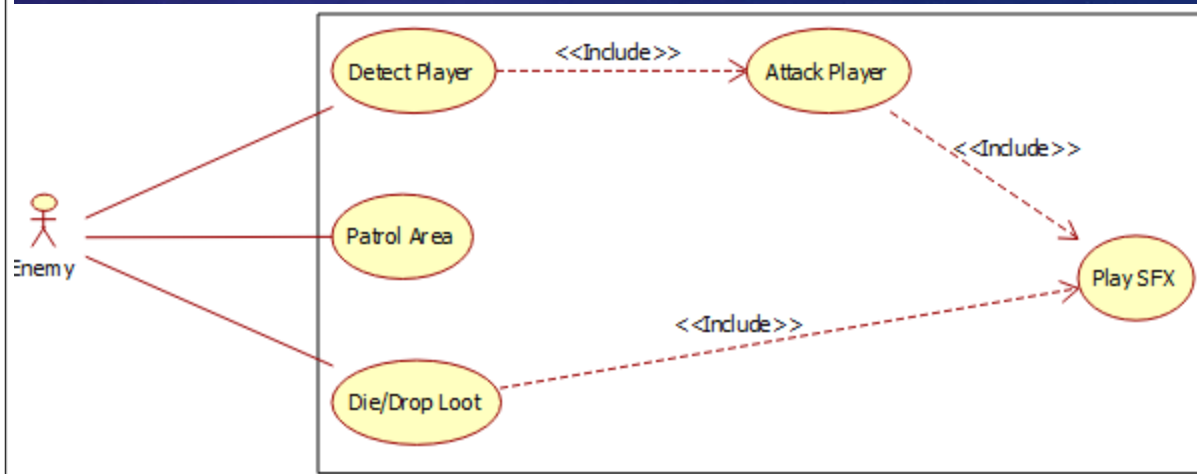 Detect Player
<<Include>>
Attack Player
<<Include>>
Enemy
Patrol Area
Play SFX
<<Include>>
Die/Drop Loot